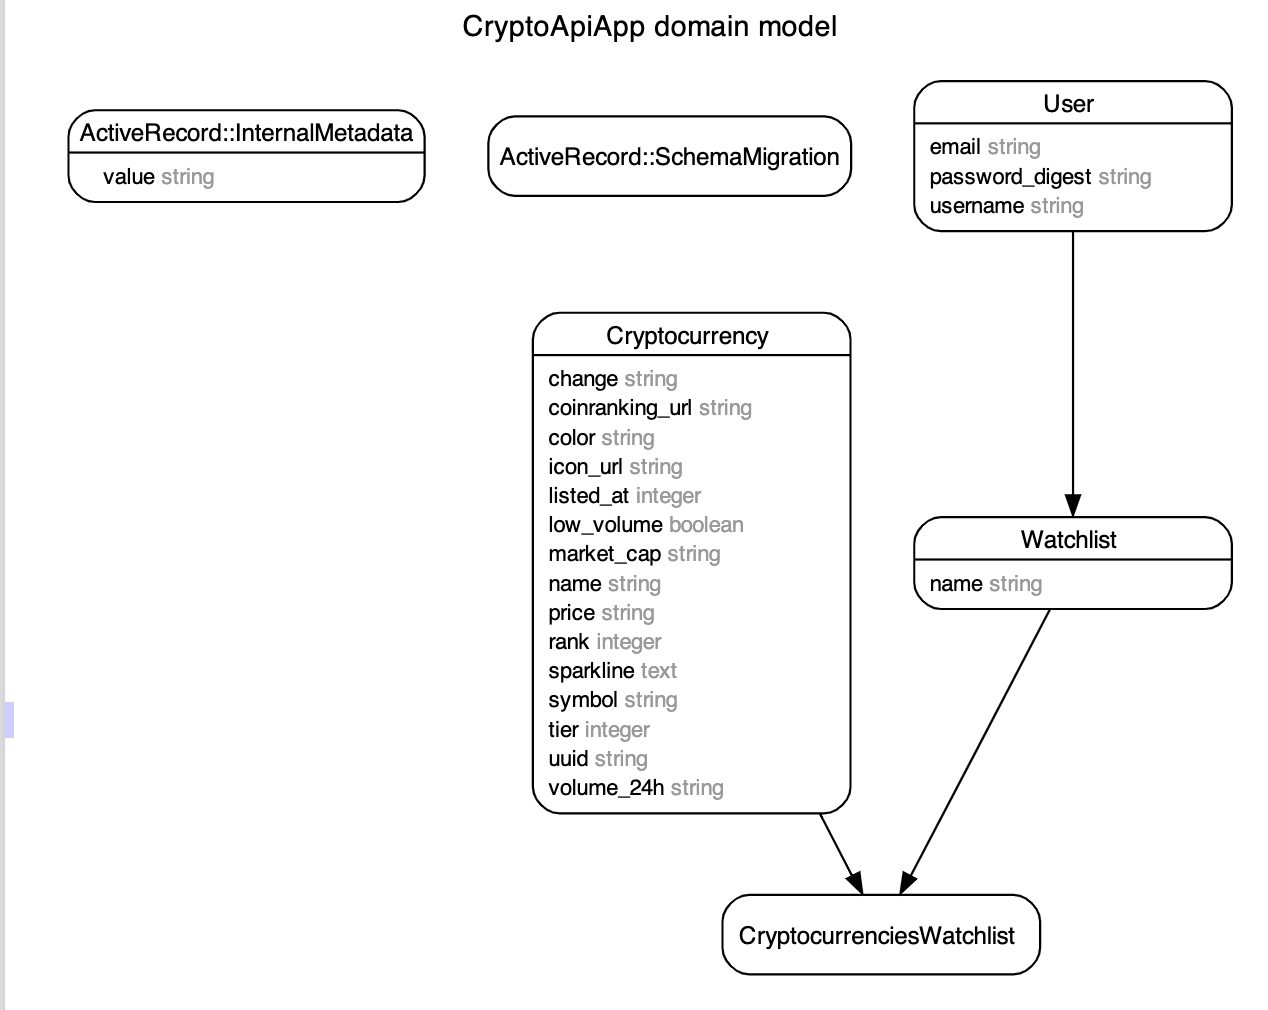 CryptoApiApp domain model
ActiveRecord::InternalMetadata
value string
ActiveRecord::SchemaMigration
User
email string
password_digest string
username string
Cryptocurrency
change string
coinranking_url string
color string
icon_url string
listed_at integer
low_volume boolean
market_cap string
name string
price string
rank integer
sparkline text
symbol string
tier integer
uuid string
volume_24h string
Watchlist
name string
CryptocurrenciesWatchlist